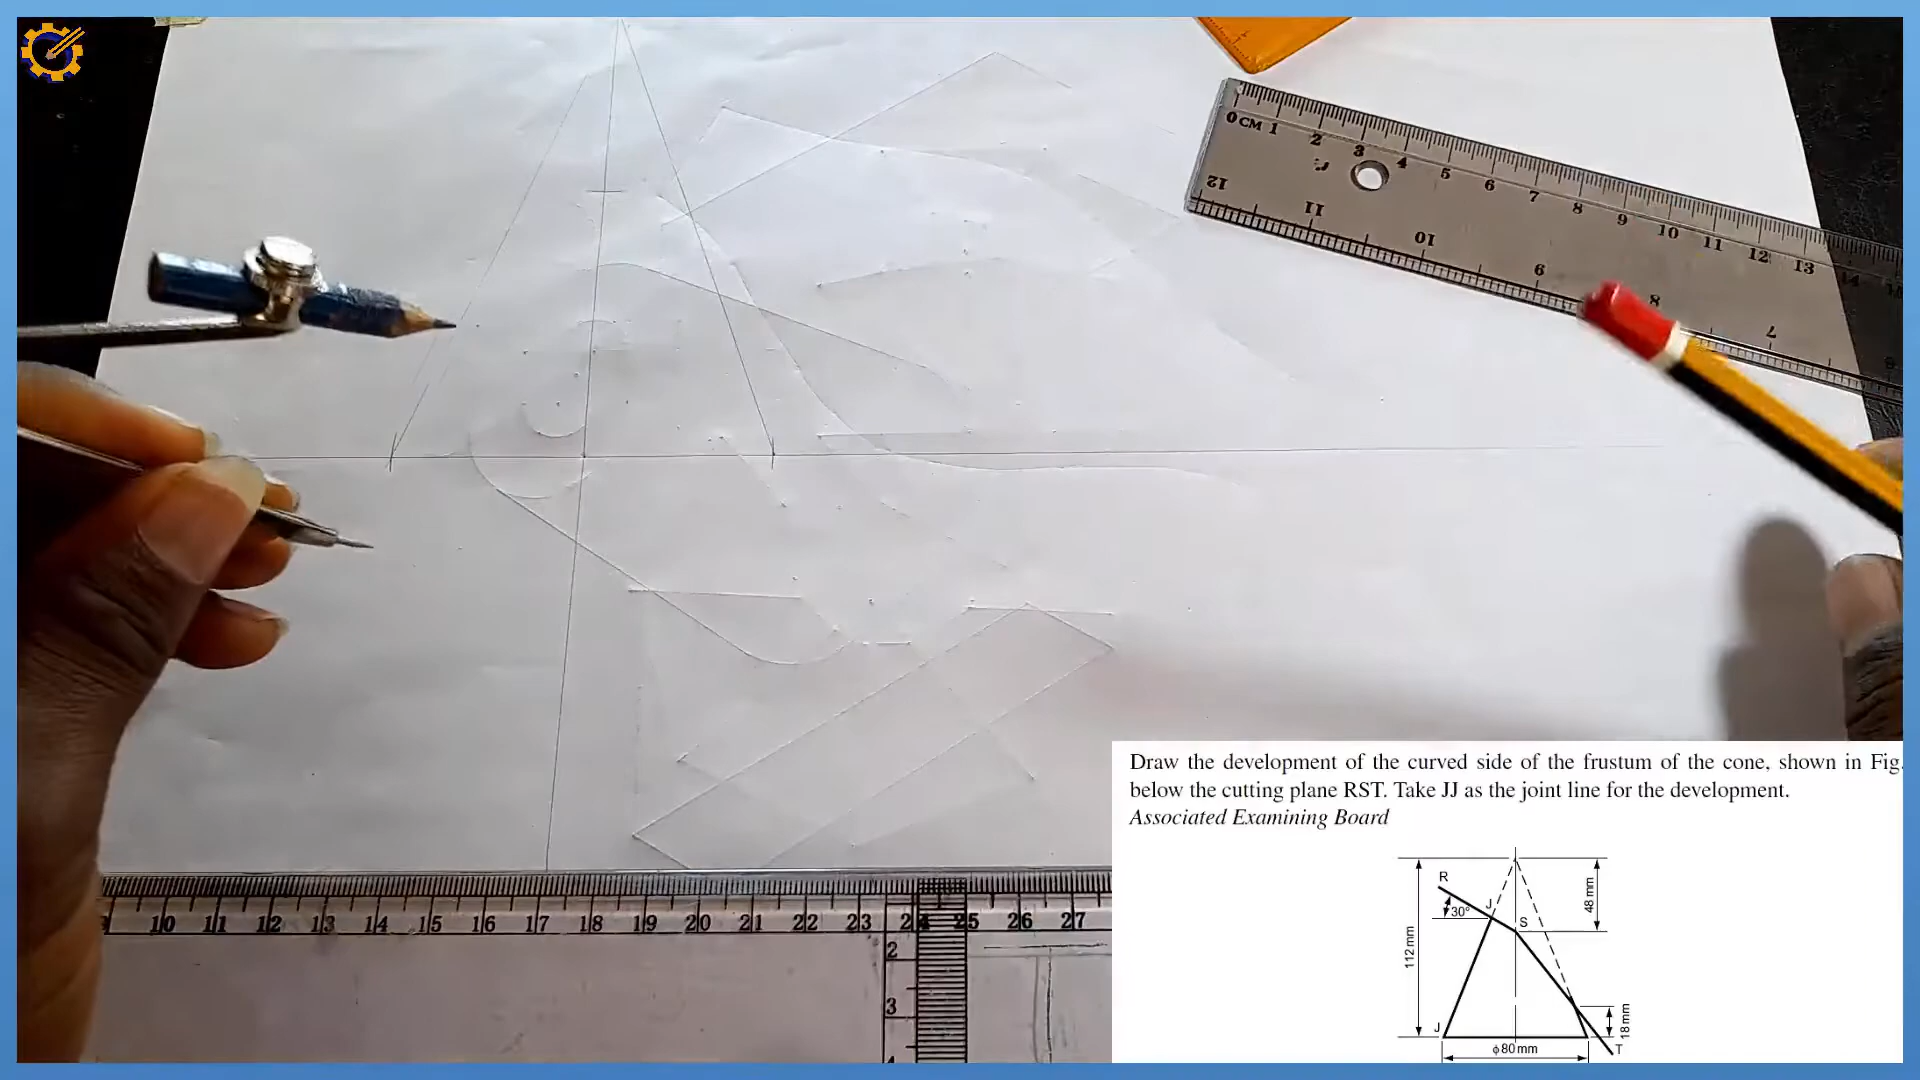 0 CM 1 2 3 4 5 6 7 8 9 10 11 12 13 14
12 11 10 9 8 7
10 11 12 13 14 15 16 17 18 19 20 21 22 23 24 25 26 27
2
3
Draw the development of the curved side of the frustum of the cone, shown in Fig.
below the cutting plane RST. Take JJ as the joint line for the development.
Associated Examining Board
R
J
30°
S
48 mm
112 mm
18 mm
J
ϕ80 mm
T